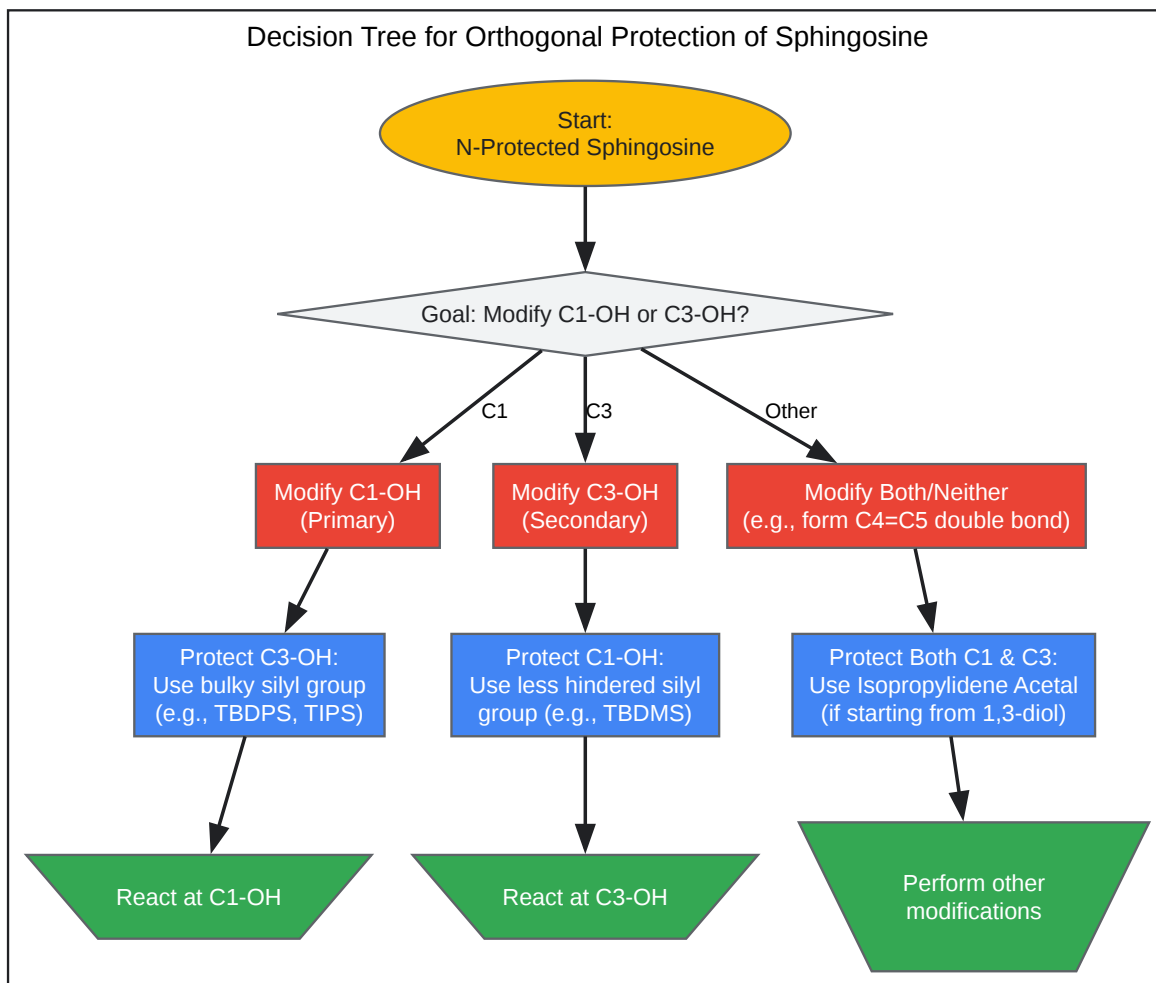 Decision Tree for Orthogonal Protection of Sphingosine
Start:
N-Protected Sphingosine
Goal: Modify C1-OH or C3-OH?
C1
C3
Other
Modify C1-OH
(Primary)
Modify C3-OH
(Secondary)
Modify Both/Neither
(e.g., form C4=C5 double bond)
Protect C3-OH:
Use bulky silyl group
(e.g., TBDPS, TIPS)
Protect C1-OH:
Use less hindered silyl
group (e.g., TBDMS)
Protect Both C1 & C3:
Use Isopropylidene Acetal
(if starting from 1,3-diol)
React at C1-OH
React at C3-OH
Perform other
modifications